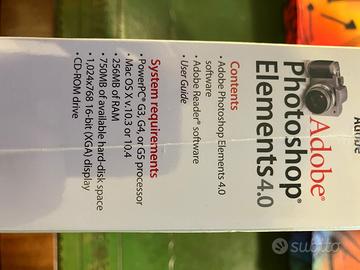 Adobe
Adobe®
Photoshop®
Elements 4.0
Contents
• Adobe Photoshop Elements 4.0
software
• Adobe Reader® software
• User Guide
System requirements
• PowerPC® G3, G4, or G5 processor
• Mac OS X v.10.3 or 10.4
• 256MB of RAM
• 750MB of available hard-disk space
• 1,024x768 16-bit (XGA) display
• CD-ROM drive
subito